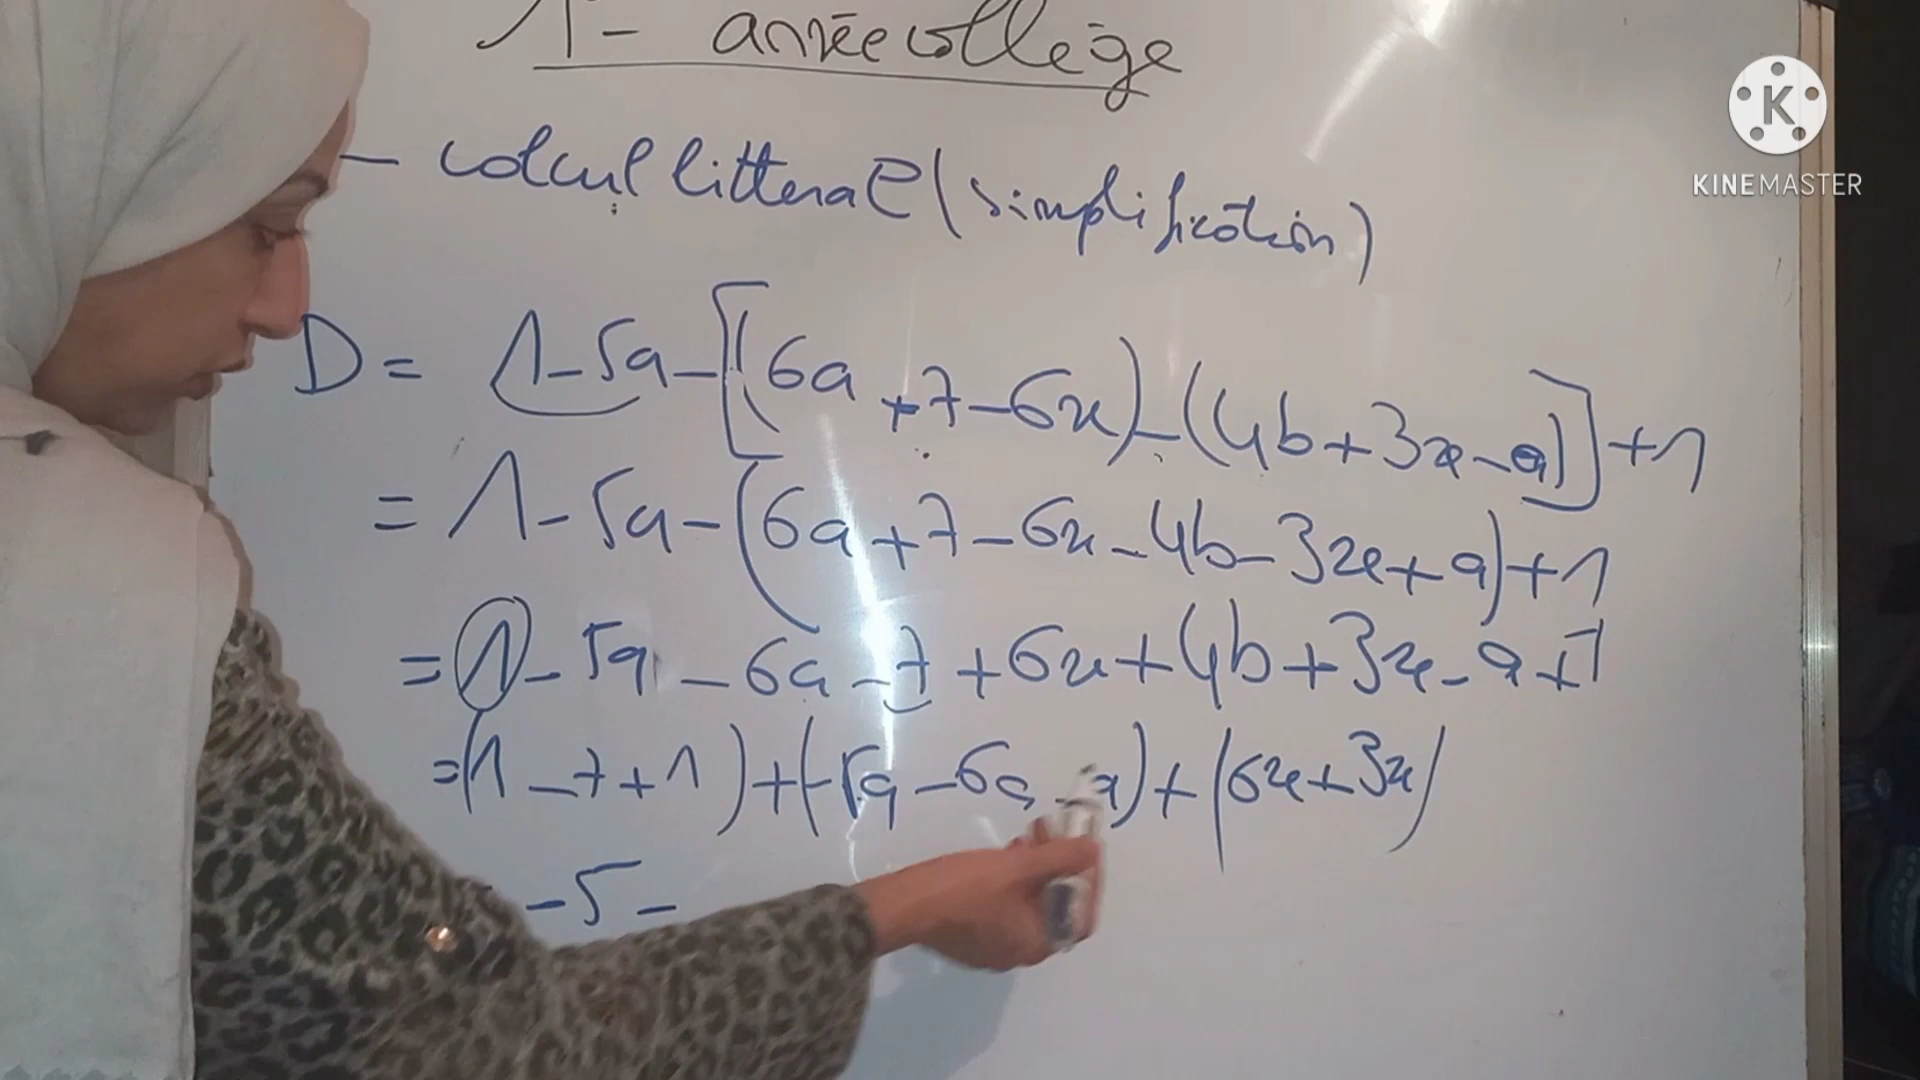 1 - année collège
K
KINEMASTER
- calcul litteral (simplification)
D = 1 - 5a - [(6a + 7 - 6x) - (4b + 3x - a)] + 1
= 1 - 5a - (6a + 7 - 6x - 4b - 3x + a) + 1
= 1 - 5a - 6a - 7 + 6x + 4b + 3x - a + 1
= (1 - 7 + 1) + (-5a - 6a - a) + (6x + 3x)
- 5 -